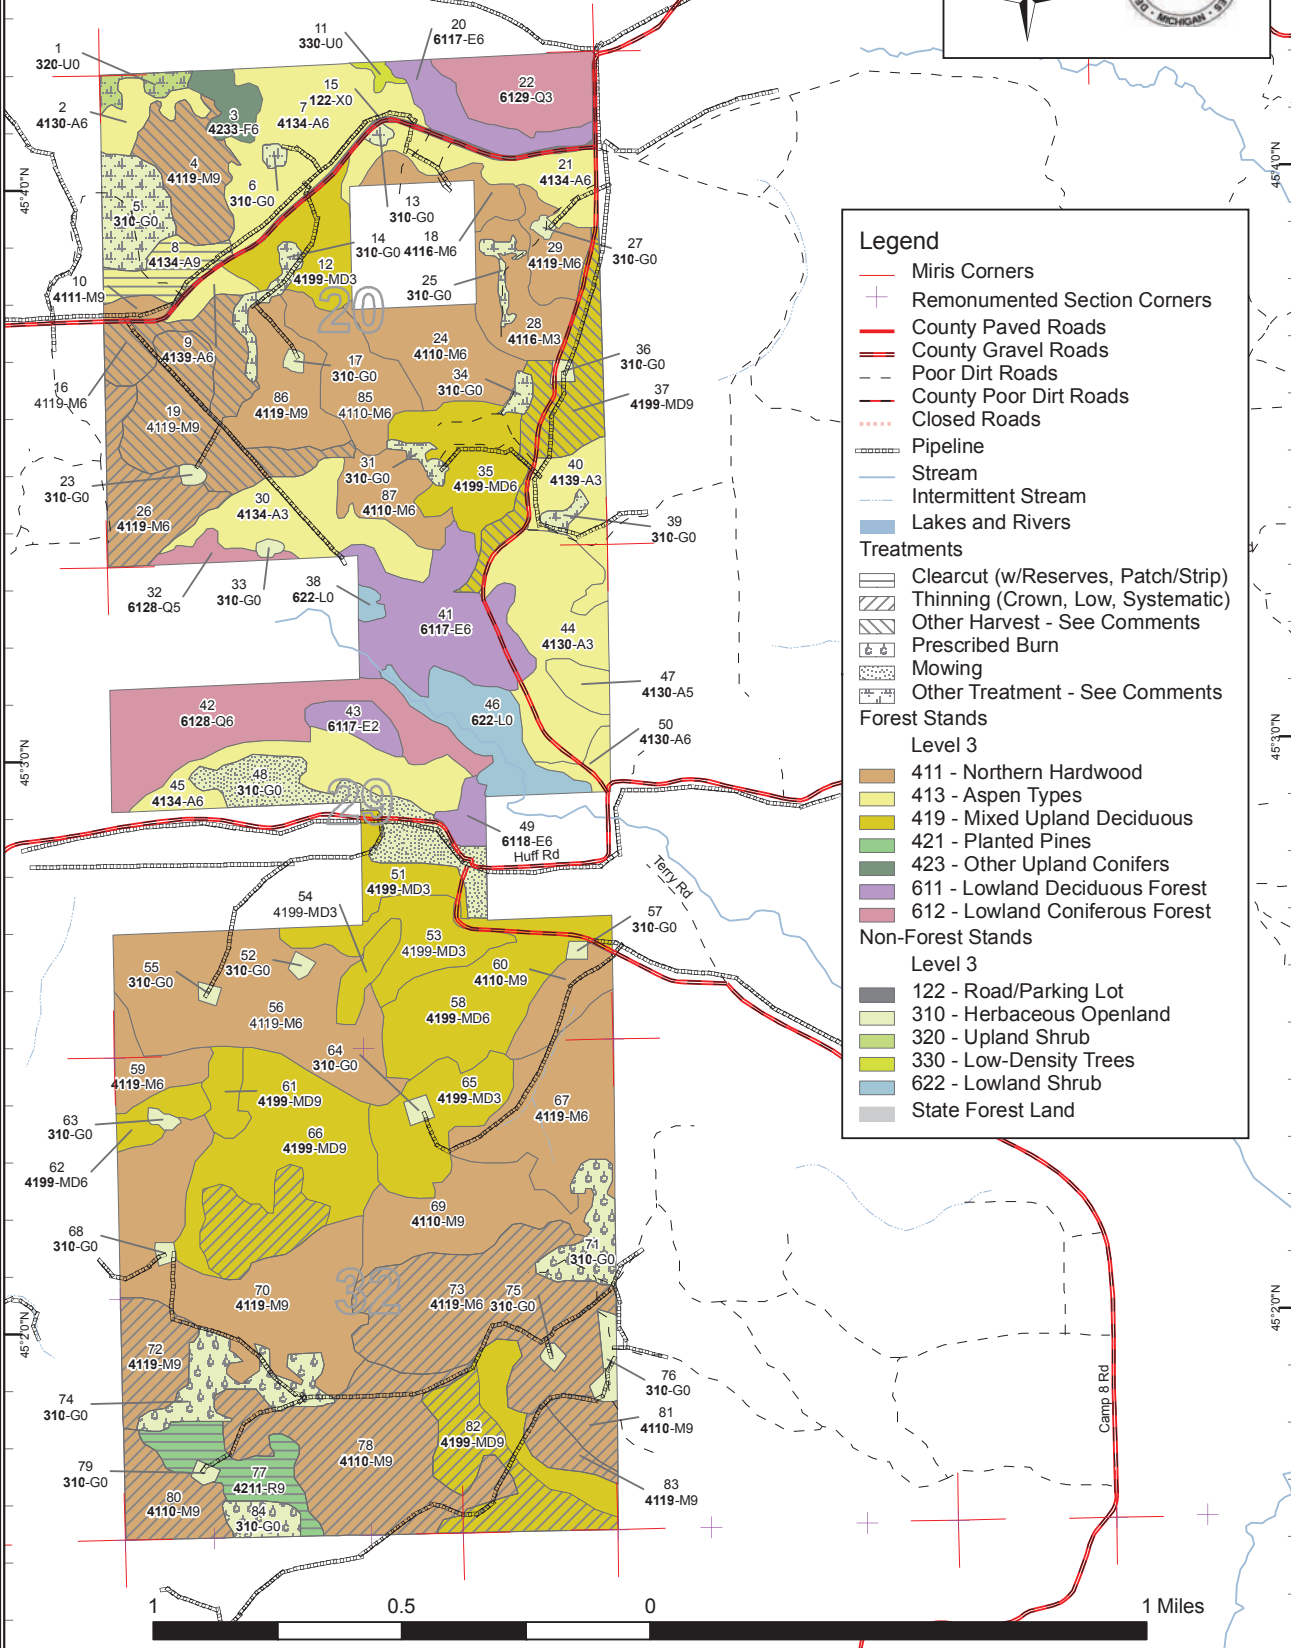 MICHIGAN
1
320-U0
11
330-U0
20
6117-E6
2
4130-A6
3
4233-F6
15
122-X0
7
4134-A6
22
6129-Q3
4
4119-M9
6
310-G0
21
4134-A6
5
310-G0
13
310-G0
8
4134-A9
14
310-G0
18
4116-M6
29
4119-M6
27
310-G0
10
4111-M9
12
4199-MD3
25
310-G0
20
9
4139-A6
24
4110-M6
28
4116-M3
16
4119-M6
17
310-G0
34
310-G0
36
310-G0
37
4199-MD9
19
4119-M9
86
4119-M9
85
4110-M6
23
310-G0
31
310-G0
35
4199-MD6
40
4139-A3
26
4119-M6
30
4134-A3
87
4110-M6
39
310-G0
32
6128-Q5
33
310-G0
38
622-L0
41
6117-E6
44
4130-A3
47
4130-A5
42
6128-Q6
43
6117-E2
46
622-L0
50
4130-A6
45
4134-A6
48
310-G0
29
49
6118-E6
Huff Rd
Terry Rd
51
4199-MD3
54
4199-MD3
53
4199-MD3
57
310-G0
55
310-G0
52
310-G0
60
4110-M9
56
4119-M6
58
4199-MD6
64
310-G0
59
4119-M6
61
4199-MD9
65
4199-MD3
67
4119-M6
63
310-G0
66
4199-MD9
62
4199-MD6
69
4110-M9
68
310-G0
71
310-G0
70
4119-M9
32
73
4119-M6
75
310-G0
72
4119-M9
76
310-G0
74
310-G0
81
4110-M9
82
4199-MD9
78
4110-M9
79
310-G0
77
4211-R9
83
4119-M9
80
4110-M9
84
310-G0
Camp 8 Rd
45°4'0"N
45°3'0"N
45°2'0"N
45°4'0"N
45°3'0"N
45°2'0"N
Legend
Miris Corners
Remonumented Section Corners
County Paved Roads
County Gravel Roads
Poor Dirt Roads
County Poor Dirt Roads
Closed Roads
Pipeline
Stream
Intermittent Stream
Lakes and Rivers
Treatments
Clearcut (w/Reserves, Patch/Strip)
Thinning (Crown, Low, Systematic)
Other Harvest - See Comments
Prescribed Burn
Mowing
Other Treatment - See Comments
Forest Stands
Level 3
411 - Northern Hardwood
413 - Aspen Types
419 - Mixed Upland Deciduous
421 - Planted Pines
423 - Other Upland Conifers
611 - Lowland Deciduous Forest
612 - Lowland Coniferous Forest
Non-Forest Stands
Level 3
122 - Road/Parking Lot
310 - Herbaceous Openland
320 - Upland Shrub
330 - Low-Density Trees
622 - Lowland Shrub
State Forest Land
1 0.5 0 1 Miles